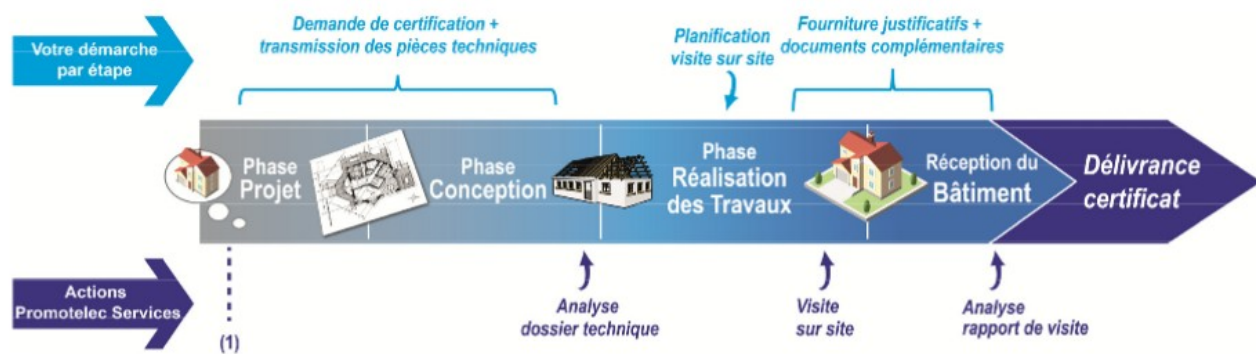 Votre démarche
par étape
Demande de certification +
transmission des pièces techniques
Planification
visite sur site
Fourniture justificatifs +
documents complémentaires
Phase
Projet
Phase
Conception
Phase
Réalisation
des Travaux
Réception du
Bâtiment
Délivrance
certificat
Actions
Promotelec Services
(1)
Analyse
dossier technique
Visite
sur site
Analyse
rapport de visite